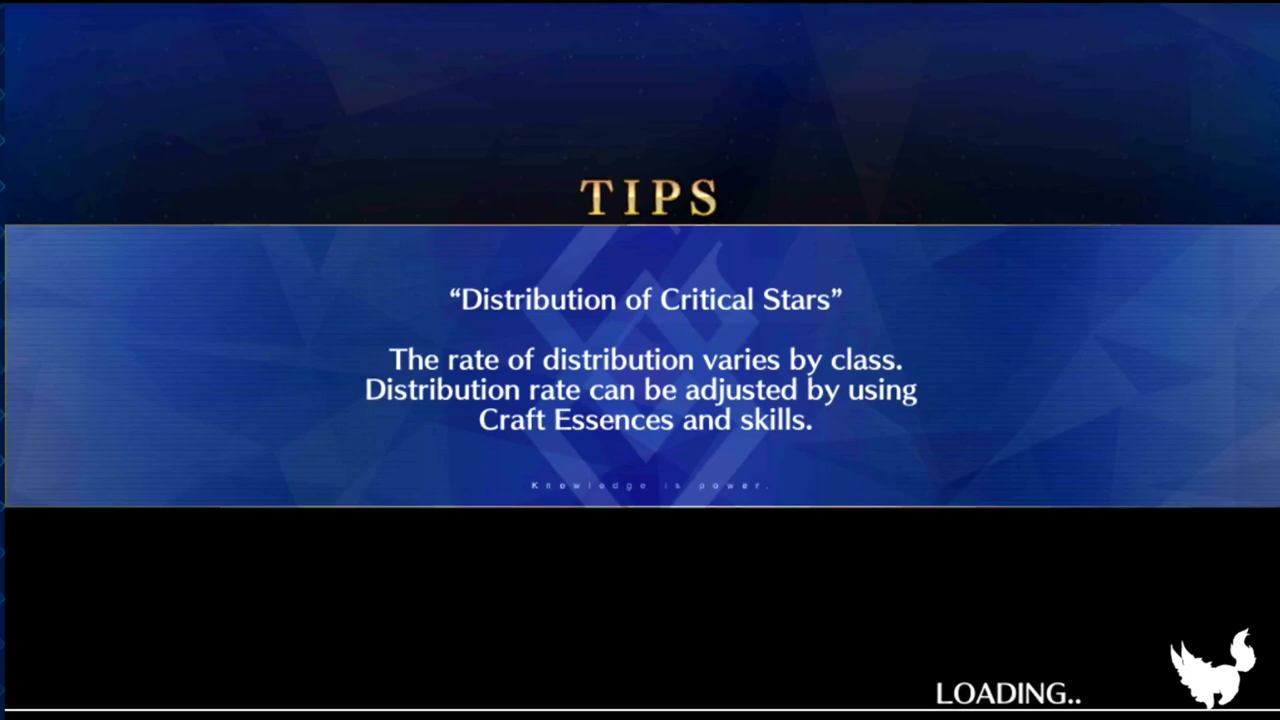 TIPS
“Distribution of Critical Stars”
The rate of distribution varies by class.
Distribution rate can be adjusted by using
Craft Essences and skills.
Knowledge is power.
LOADING..